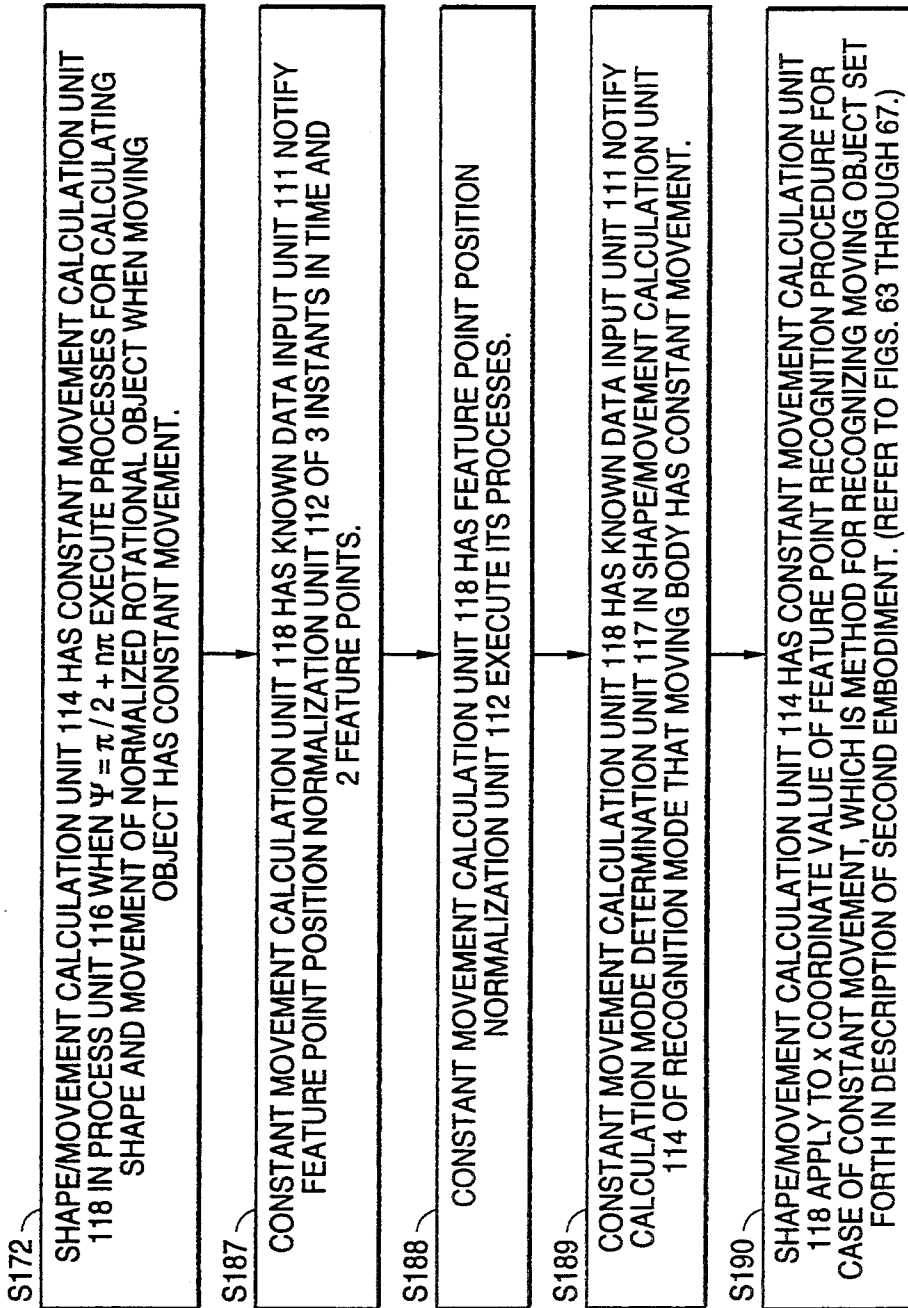 S172
SHAPE/MOVEMENT CALCULATION UNIT 114 HAS CONSTANT MOVEMENT CALCULATION UNIT
118 IN PROCESS UNIT 116 WHEN Ψ = π / 2 + nπ EXECUTE PROCESSES FOR CALCULATING
SHAPE AND MOVEMENT OF NORMALIZED ROTATIONAL OBJECT WHEN MOVING
OBJECT HAS CONSTANT MOVEMENT.
S187
CONSTANT MOVEMENT CALCULATION UNIT 118 HAS KNOWN DATA INPUT UNIT 111 NOTIFY
FEATURE POINT POSITION NORMALIZATION UNIT 112 OF 3 INSTANTS IN TIME AND
2 FEATURE POINTS.
S188
CONSTANT MOVEMENT CALCULATION UNIT 118 HAS FEATURE POINT POSITION
NORMALIZATION UNIT 112 EXECUTE ITS PROCESSES.
S189
CONSTANT MOVEMENT CALCULATION UNIT 118 HAS KNOWN DATA INPUT UNIT 111 NOTIFY
CALCULATION MODE DETERMINATION UNIT 117 IN SHAPE/MOVEMENT CALCULATION UNIT
114 OF RECOGNITION MODE THAT MOVING BODY HAS CONSTANT MOVEMENT.
S190
SHAPE/MOVEMENT CALCULATION UNIT 114 HAS CONSTANT MOVEMENT CALCULATION UNIT
118 APPLY TO x COORDINATE VALUE OF FEATURE POINT RECOGNITION PROCEDURE FOR
CASE OF CONSTANT MOVEMENT, WHICH IS METHOD FOR RECOGNIZING MOVING OBJECT SET
FORTH IN DESCRIPTION OF SECOND EMBODIMENT. (REFER TO FIGS. 63 THROUGH 67.)